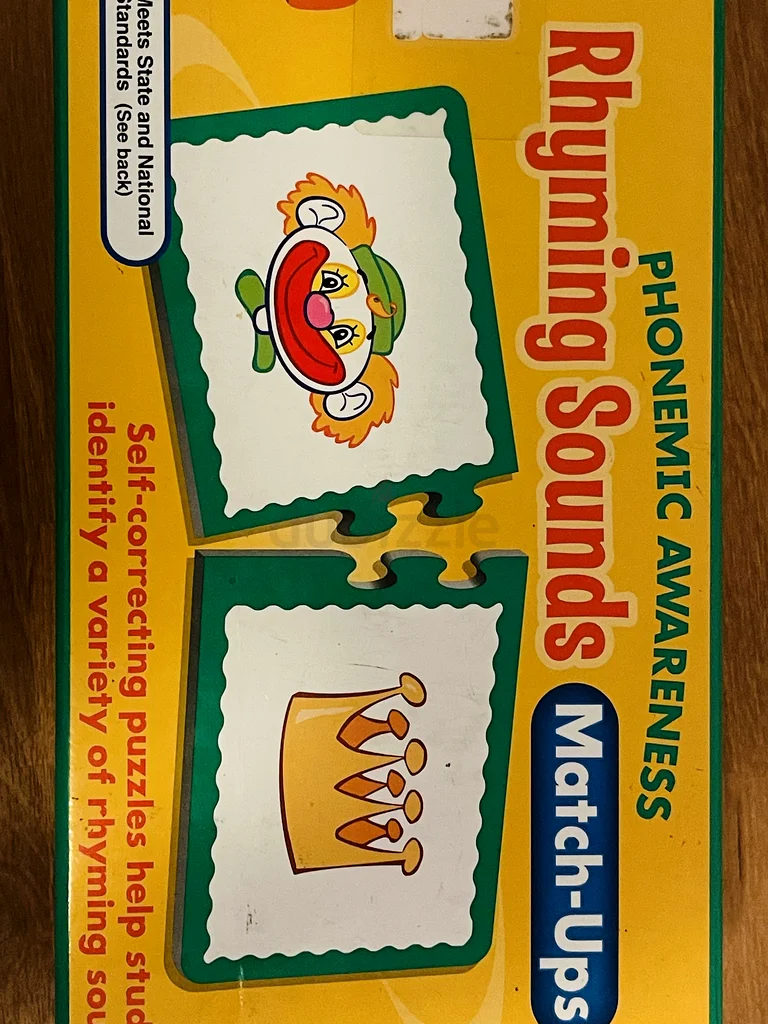 PHONEMIC AWARENESS
Rhyming Sounds Match-Ups
Meets State and National
Standards (See back)
Self-correcting puzzles help stud
identify a variety of rhyming sou
dubizzle